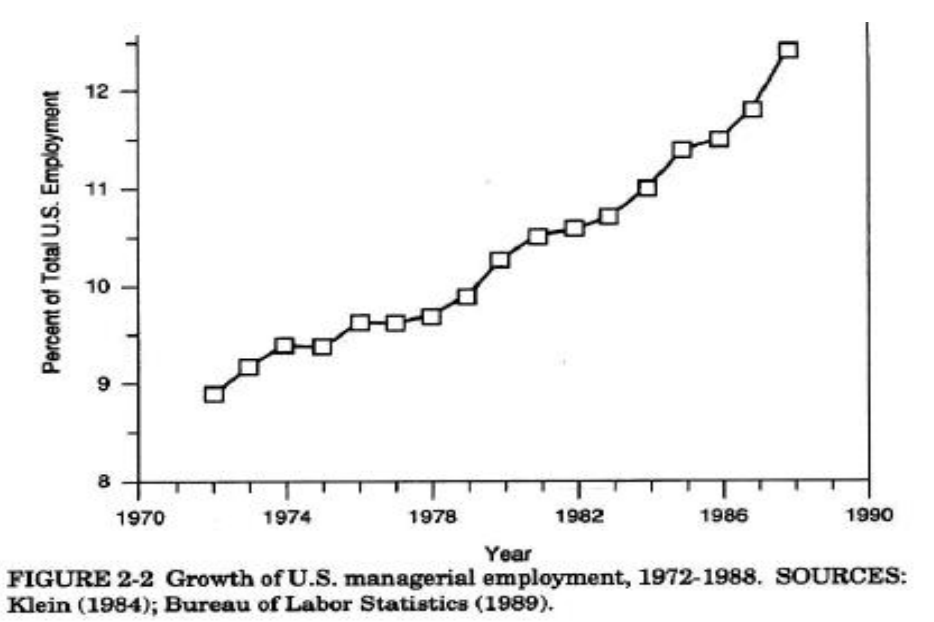 Percent of Total U.S. Employment
12
11
10
9
8
1970 1974 1978 1982 1986 1990
Year
FIGURE 2-2 Growth of U.S. managerial employment, 1972-1988. SOURCES:
Klein (1984); Bureau of Labor Statistics (1989).